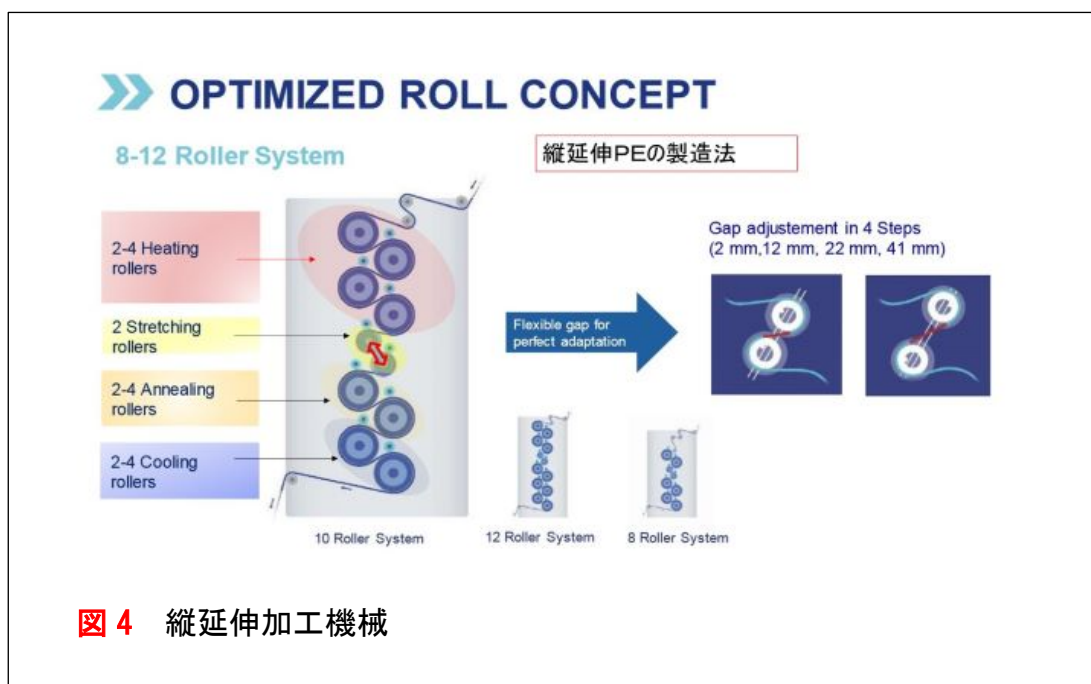 OPTIMIZED ROLL CONCEPT
8-12 Roller System
縦延伸PEの製造法
2-4 Heating
rollers
2 Stretching
rollers
2-4 Annealing
rollers
2-4 Cooling
rollers
10 Roller System
Flexible gap for
perfect adaptation
12 Roller System
8 Roller System
Gap adjustement in 4 Steps
(2 mm,12 mm, 22 mm, 41 mm)
図 4 縦延伸加工機械